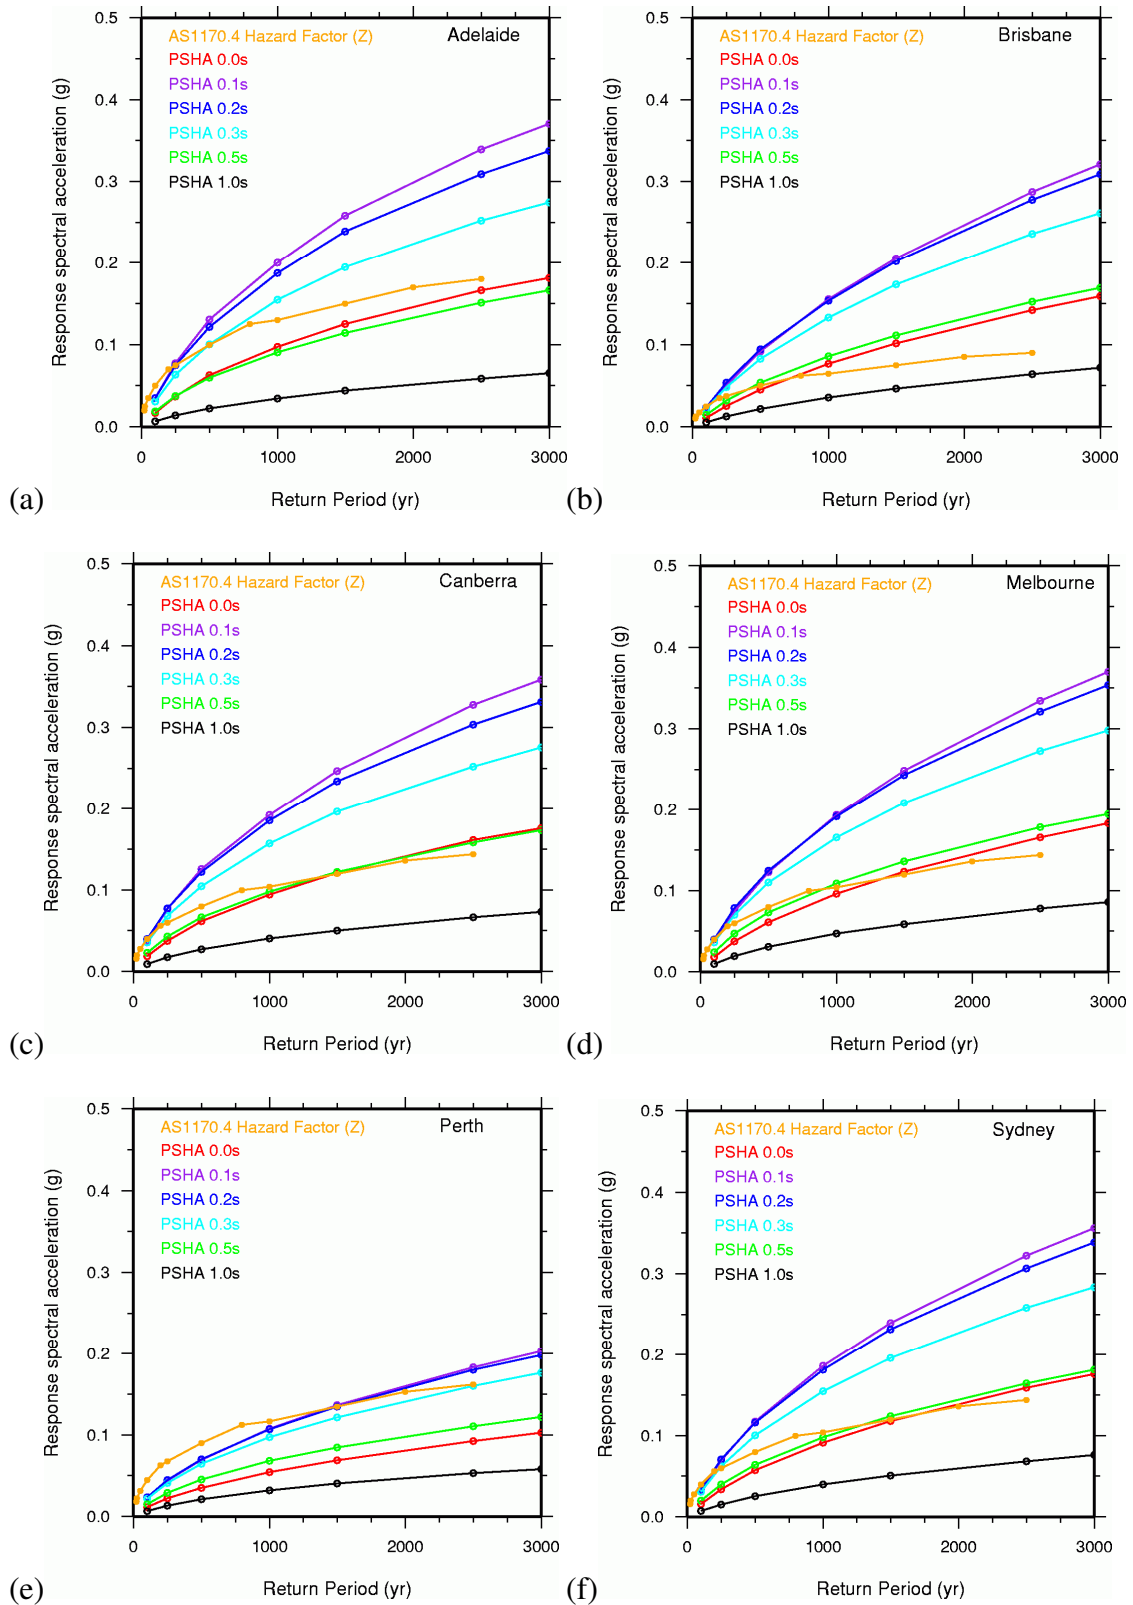 0.5
AS1170.4 Hazard Factor (Z)
Adelaide
PSHA 0.0s
PSHA 0.1s
0.4
PSHA 0.2s
PSHA 0.3s
PSHA 0.5s
0.3
PSHA 1.0s
0.2
0.1
0.0
Response spectral acceleration (g)
0 1000 2000 3000
(a)
Return Period (yr)
0.5
AS1170.4 Hazard Factor (Z)
Brisbane
PSHA 0.0s
PSHA 0.1s
0.4
PSHA 0.2s
PSHA 0.3s
PSHA 0.5s
0.3
PSHA 1.0s
0.2
0.1
0.0
Response spectral acceleration (g)
0 1000 2000 3000
(b)
Return Period (yr)
0.5
AS1170.4 Hazard Factor (Z)
Canberra
PSHA 0.0s
PSHA 0.1s
0.4
PSHA 0.2s
PSHA 0.3s
PSHA 0.5s
0.3
PSHA 1.0s
0.2
0.1
0.0
Response spectral acceleration (g)
0 1000 2000 3000
(c)
Return Period (yr)
0.5
AS1170.4 Hazard Factor (Z)
Melbourne
PSHA 0.0s
PSHA 0.1s
0.4
PSHA 0.2s
PSHA 0.3s
PSHA 0.5s
0.3
PSHA 1.0s
0.2
0.1
0.0
Response spectral acceleration (g)
0 1000 2000 3000
(d)
Return Period (yr)
0.5
AS1170.4 Hazard Factor (Z)
Perth
PSHA 0.0s
PSHA 0.1s
0.4
PSHA 0.2s
PSHA 0.3s
PSHA 0.5s
0.3
PSHA 1.0s
0.2
0.1
0.0
Response spectral acceleration (g)
0 1000 2000 3000
(e)
Return Period (yr)
0.5
AS1170.4 Hazard Factor (Z)
Sydney
PSHA 0.0s
PSHA 0.1s
0.4
PSHA 0.2s
PSHA 0.3s
PSHA 0.5s
0.3
PSHA 1.0s
0.2
0.1
0.0
Response spectral acceleration (g)
0 1000 2000 3000
(f)
Return Period (yr)